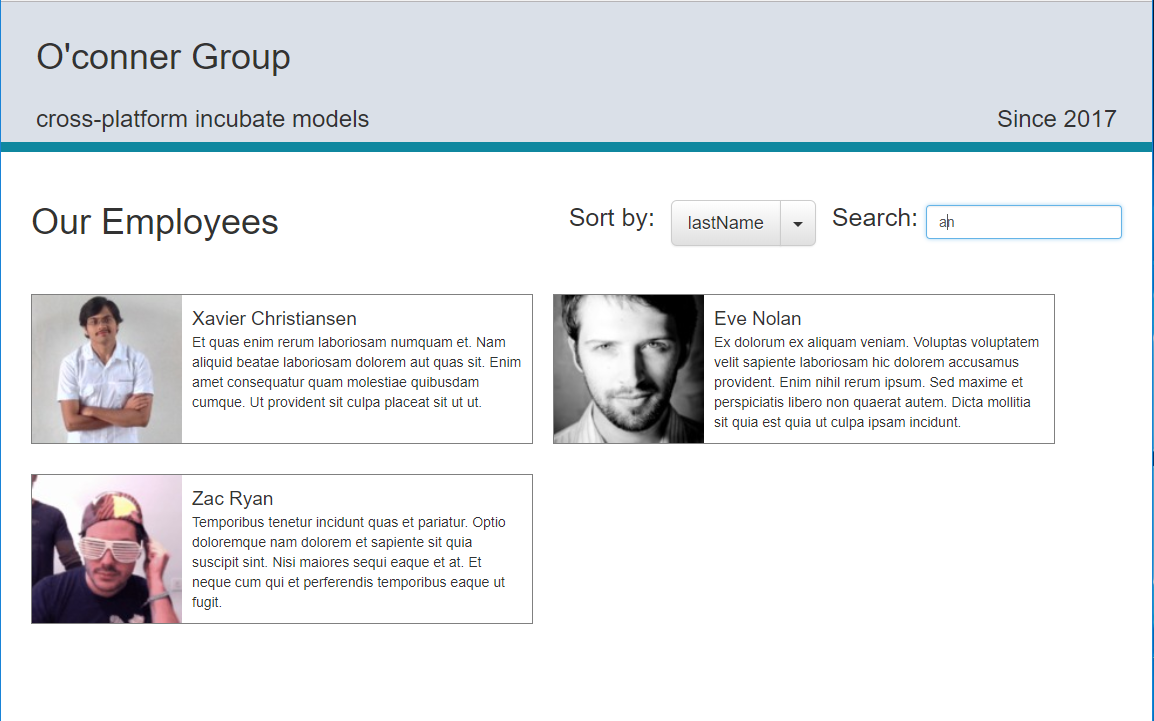 O'conner Group
cross-platform incubate models
Since 2017
Our Employees
Sort by:
lastName
Search:
an
Xavier Christiansen
Et quas enim rerum laboriosam numquam et. Nam
aliquid beatae laboriosam dolorem aut quas sit. Enim
amet consequatur quam molestiae quibusdam
cumque. Ut provident sit culpa placeat sit ut ut.
Eve Nolan
Ex dolorum ex aliquam veniam. Voluptas voluptatem
velit sapiente laboriosam hic dolorem accusamus
provident. Enim nihil rerum ipsum. Sed maxime et
perspiciatis libero non quaerat autem. Dicta mollitia
sit quia est quia ut culpa ipsam incidunt.
Zac Ryan
Temporibus tenetur incidunt quas et pariatur. Optio
doloremque nam dolorem et sapiente sit quia
suscipit sint. Nisi maiores sequi eaque et at. Et
neque cum qui et perferendis temporibus eaque ut
fugit.